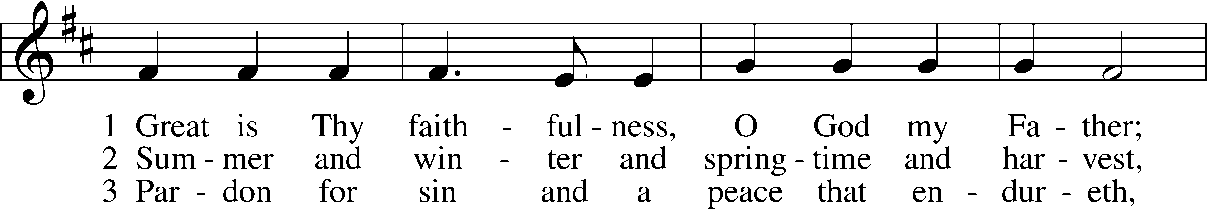 1 Great is Thy faith - ful - ness, O God my Fa - ther;
2 Sum - mer and win - ter and spring - time and har - vest,
3 Par - don for sin and a peace that en - dur - eth,